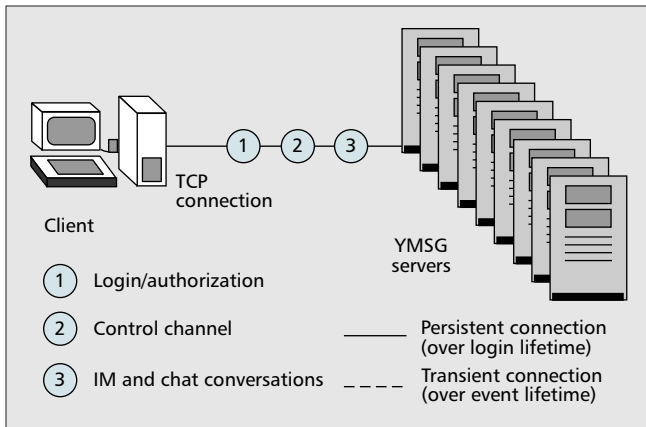 1
2
3
TCP
connection
Client
YMSG
servers
1 Login/authorization
2 Control channel
3 IM and chat conversations
Persistent connection
(over login lifetime)
Transient connection
(over event lifetime)